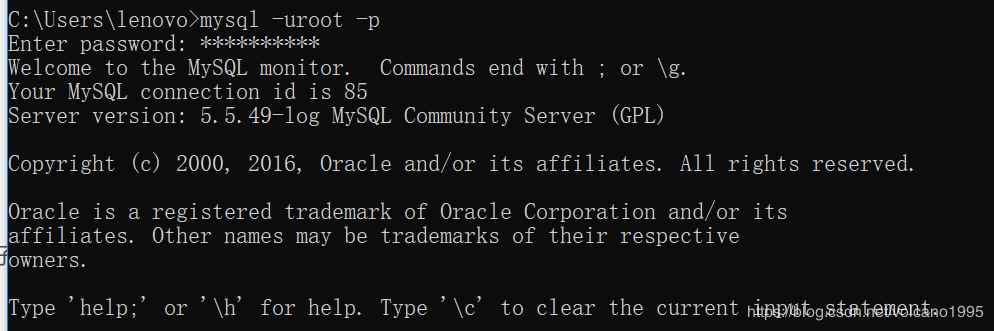 C:\Users\lenovo>mysql -uroot -p
Enter password: **********
Welcome to the MySQL monitor.  Commands end with ; or \g.
Your MySQL connection id is 85
Server version: 5.5.49-log MySQL Community Server (GPL)
Copyright (c) 2000, 2016, Oracle and/or its affiliates. All rights reserved.
Oracle is a registered trademark of Oracle Corporation and/or its
affiliates. Other names may be trademarks of their respective
owners.
Type 'help;' or '\h' for help. Type '\c' to clear the current input statement.
https://blog.csdn.net/volcano1995